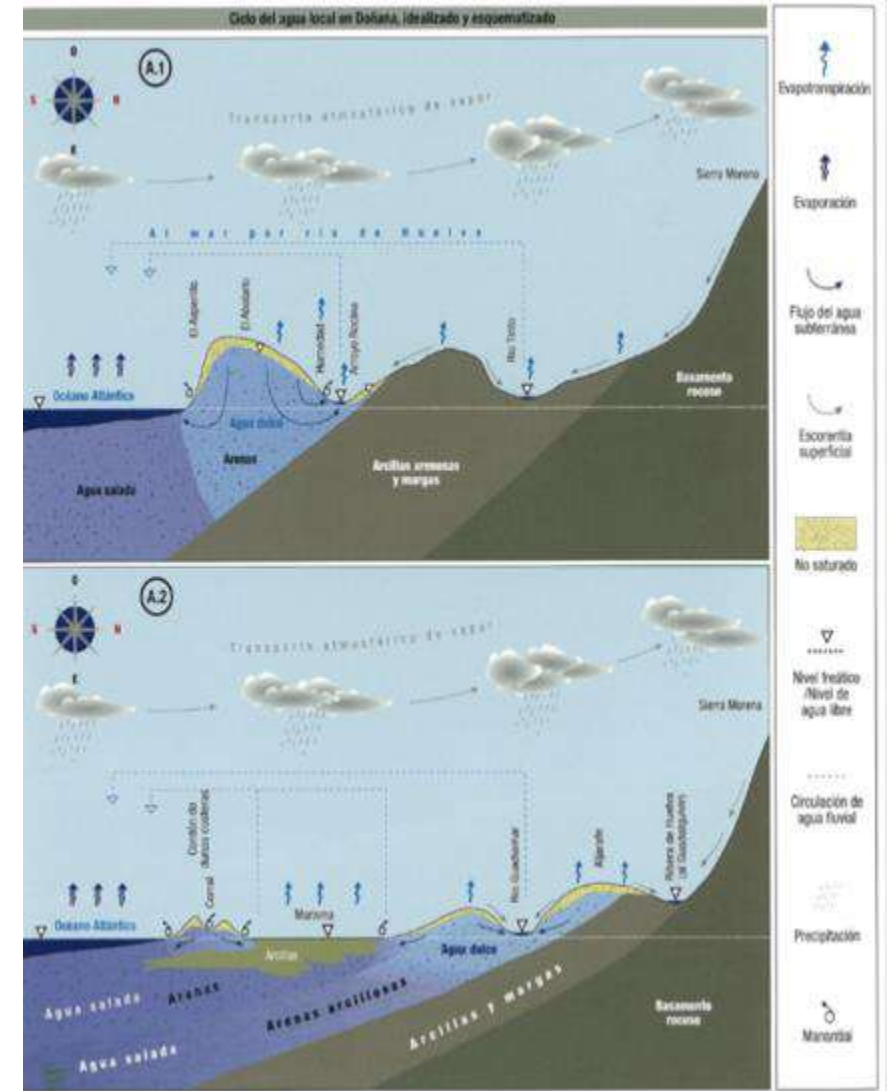 Ciclo del agua local en Doñana, idealizado y esquematizado
A.1
O
S
N
E
Transporte atmosférico de vapor
Sierra Morena
Al mar por ría de Huelva
El Asperillo
El Abalario
Humedad
Arroyo Rocina
Río Tinto
Océano Atlántico
Agua dulce
Arenas
Agua salada
Arcillas arenosas
y margas
Basamento
rocoso
A.2
O
S
N
E
Transporte atmosférico de vapor
Sierra Morena
Cordón de
dunas costeras
Corral
Marisma
Río Guadiamar
Aljarafe
Ribera de Huelva
(al Guadalquivir)
Océano Atlántico
Arcillas
Agua dulce
Agua salada
Arenas
Arenas arcillosas
Arcillas y margas
Agua salada
Basamento
rocoso
Evapotranspiración
Evaporación
Flujo del agua
subterránea
Escorrentía
superficial
No saturado
Nivel freático
/Nivel de
agua libre
Circulación de
agua fluvial
Precipitación
Manantial